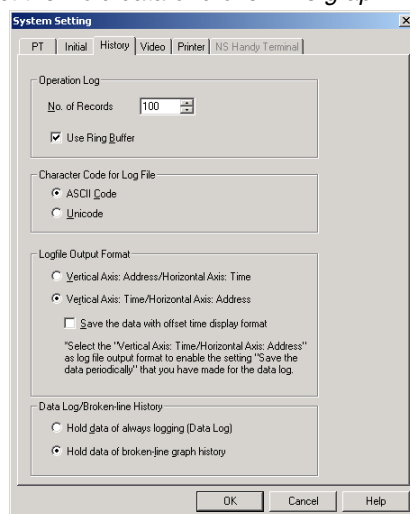 System Setting
PT Initial History Video Printer NS Handy Terminal
Operation Log
No. of Records 100
Use Ring Buffer
Character Code for Log File
ASCII Code
Unicode
Logfile Output Format
Vertical Axis: Address/Horizontal Axis: Time
Vertical Axis: Time/Horizontal Axis: Address
Save the data with offset time display format
"Select the "Vertical Axis: Time/Horizontal Axis: Address"
as log file output format to enable the setting "Save the
data periodically" that you have made for the data log.
Data Log/Broken-line History
Hold data of always logging (Data Log)
Hold data of broken-line graph history
OK Cancel Help